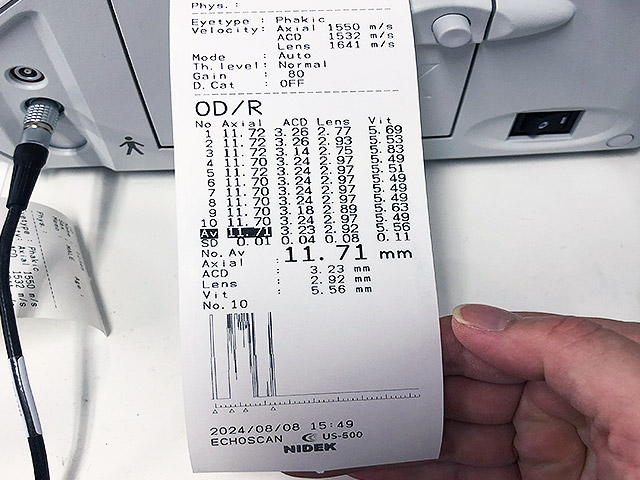 Phys.:
Eyetype : Phakic
Velocity: Axial 1550 m/s
ACD 1532 m/s
Lens 1641 m/s
Mode : Auto
Th.level: Normal
Gain : 80
D.Cat : OFF
OD/R
No Axial ACD Lens Vit
1 11.72 3.26 2.77 5.69
2 11.72 3.26 2.93 5.53
3 11.72 3.14 2.75 5.83
4 11.70 3.24 2.97 5.49
5 11.72 3.24 2.97 5.51
6 11.70 3.24 2.97 5.49
7 11.70 3.24 2.97 5.49
8 11.70 3.24 2.97 5.49
9 11.70 3.18 2.89 5.63
10 11.70 3.24 2.97 5.49
Av 11.71 3.23 2.92 5.56
SD 0.01 0.04 0.08 0.11
No.Av
Axial : 11.71 mm
ACD : 3.23 mm
Lens : 2.92 mm
Vit : 5.56 mm
No.10
2024/08/08 15:49
ECHOSCAN US-500
NIDEK
Phys.
Phakic
1550 m/s
1532 m/s